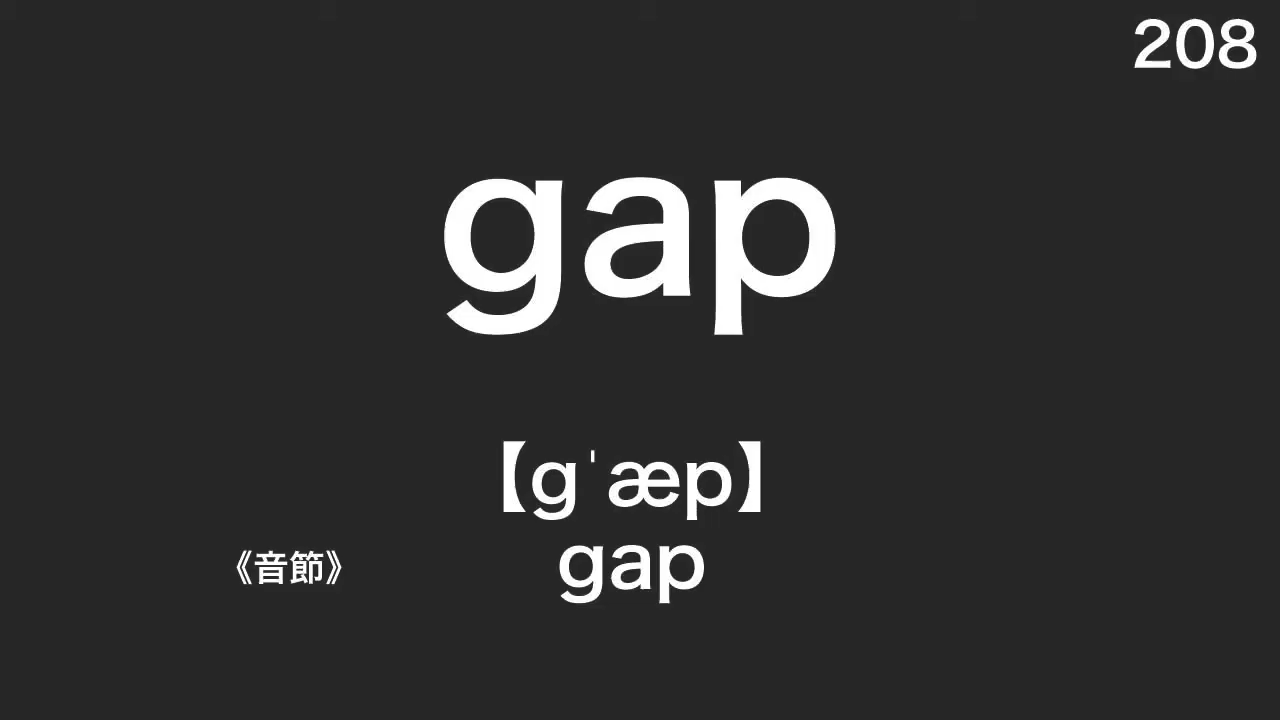 208
gap
【gˈæp】
《音節》 gap